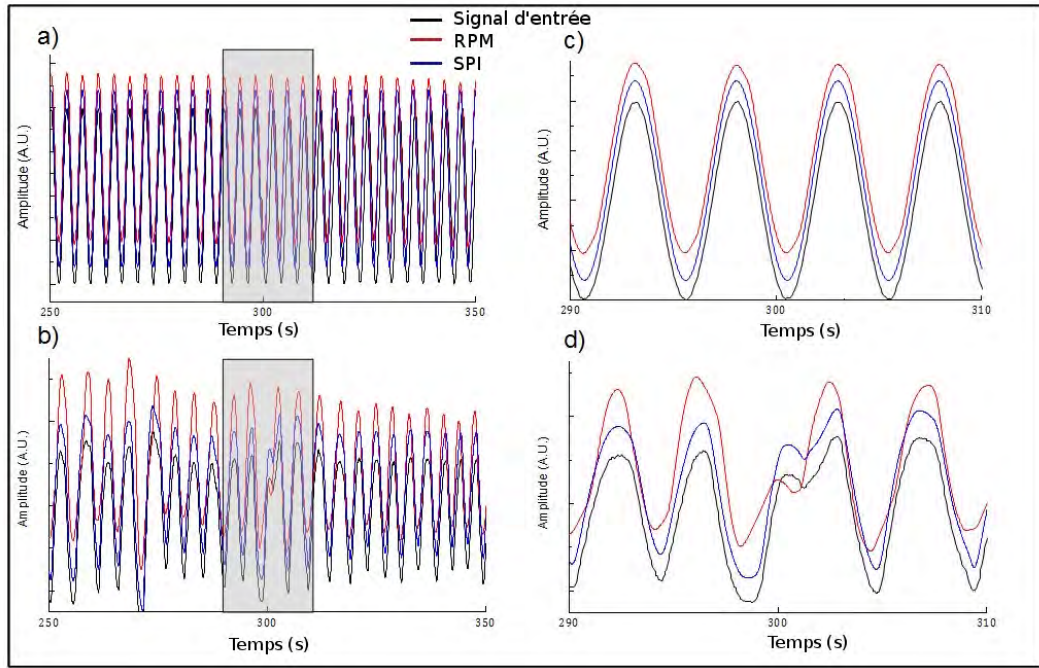 Signal d'entrée
RPM
SPI
a)
Amplitude (A.U.)
250
300
350
Temps (s)
c)
Amplitude (A.U.)
290
300
310
Temps (s)
b)
Amplitude (A.U.)
250
300
350
Temps (s)
d)
Amplitude (A.U.)
290
300
310
Temps (s)